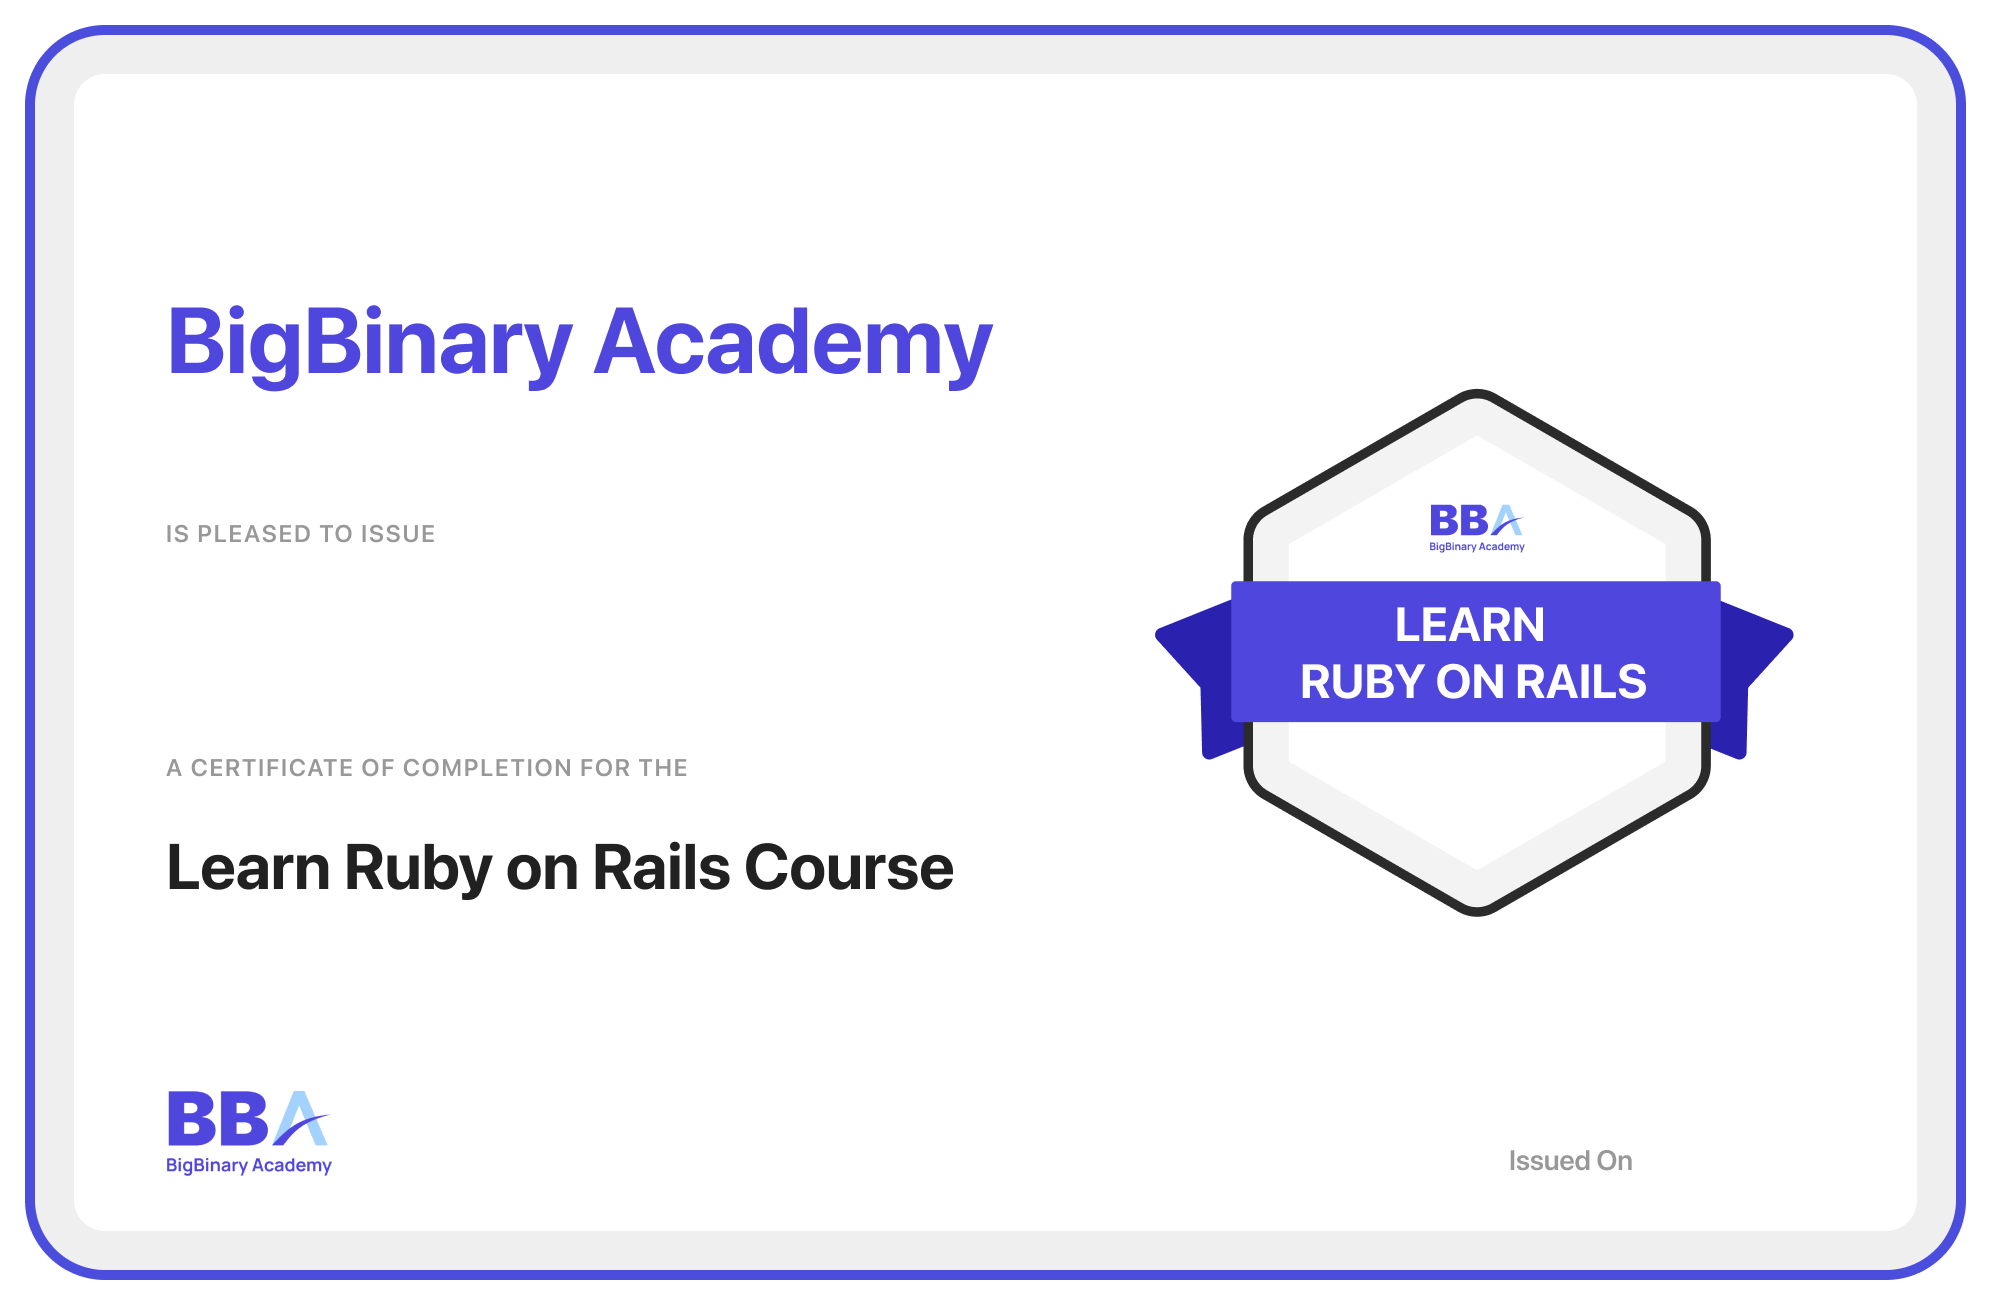 BigBinary Academy
IS PLEASED TO ISSUE
A CERTIFICATE OF COMPLETION FOR THE
Learn Ruby on Rails Course
BBA
BigBinary Academy
LEARN
RUBY ON RAILS
BBA
BigBinary Academy
Issued On